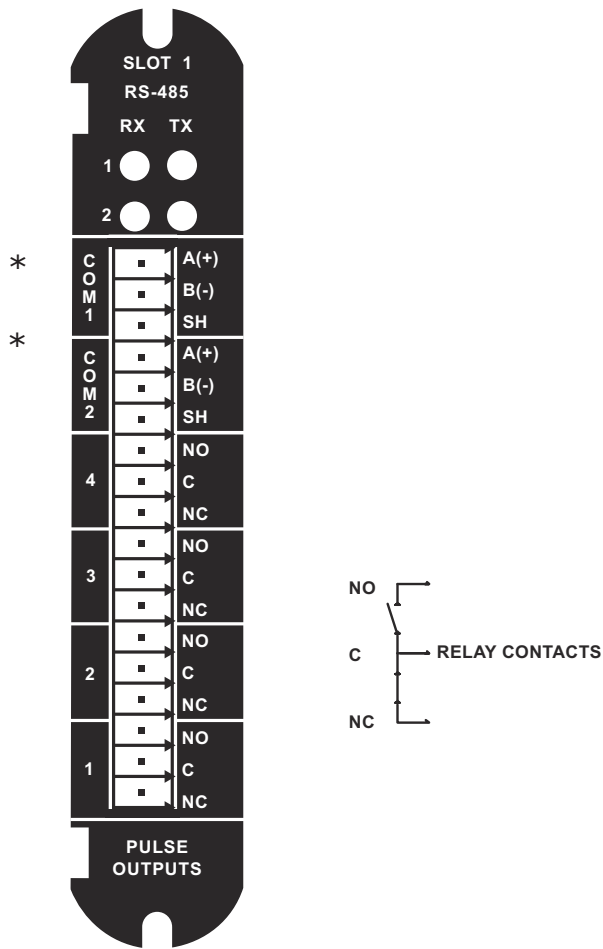 SLOT 1
RS-485
RX TX
1
2
*
COM1
A(+)
B(-)
SH
*
COM2
A(+)
B(-)
SH
4
NO
C
NC
3
NO
C
NC
2
NO
C
NC
1
NO
C
NC
PULSE
OUTPUTS
NO
C RELAY CONTACTS
NC